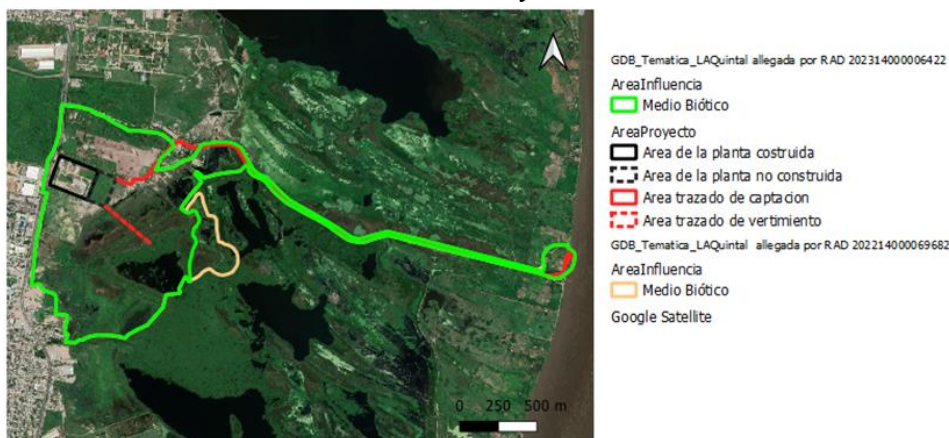 GDB_Tematica_LAQuintal allegada por RAD 202314000006422
AreaInfluencia
Medio Biótico
AreaProyecto
Area de la planta costruida
Area de la planta no construida
Area trazado de captacion
Area trazado de vertimiento
GDB_Tematica_LAQuintal allegada por RAD 202214000069682
AreaInfluencia
Medio Biótico
Google Satellite
0 250 500 m